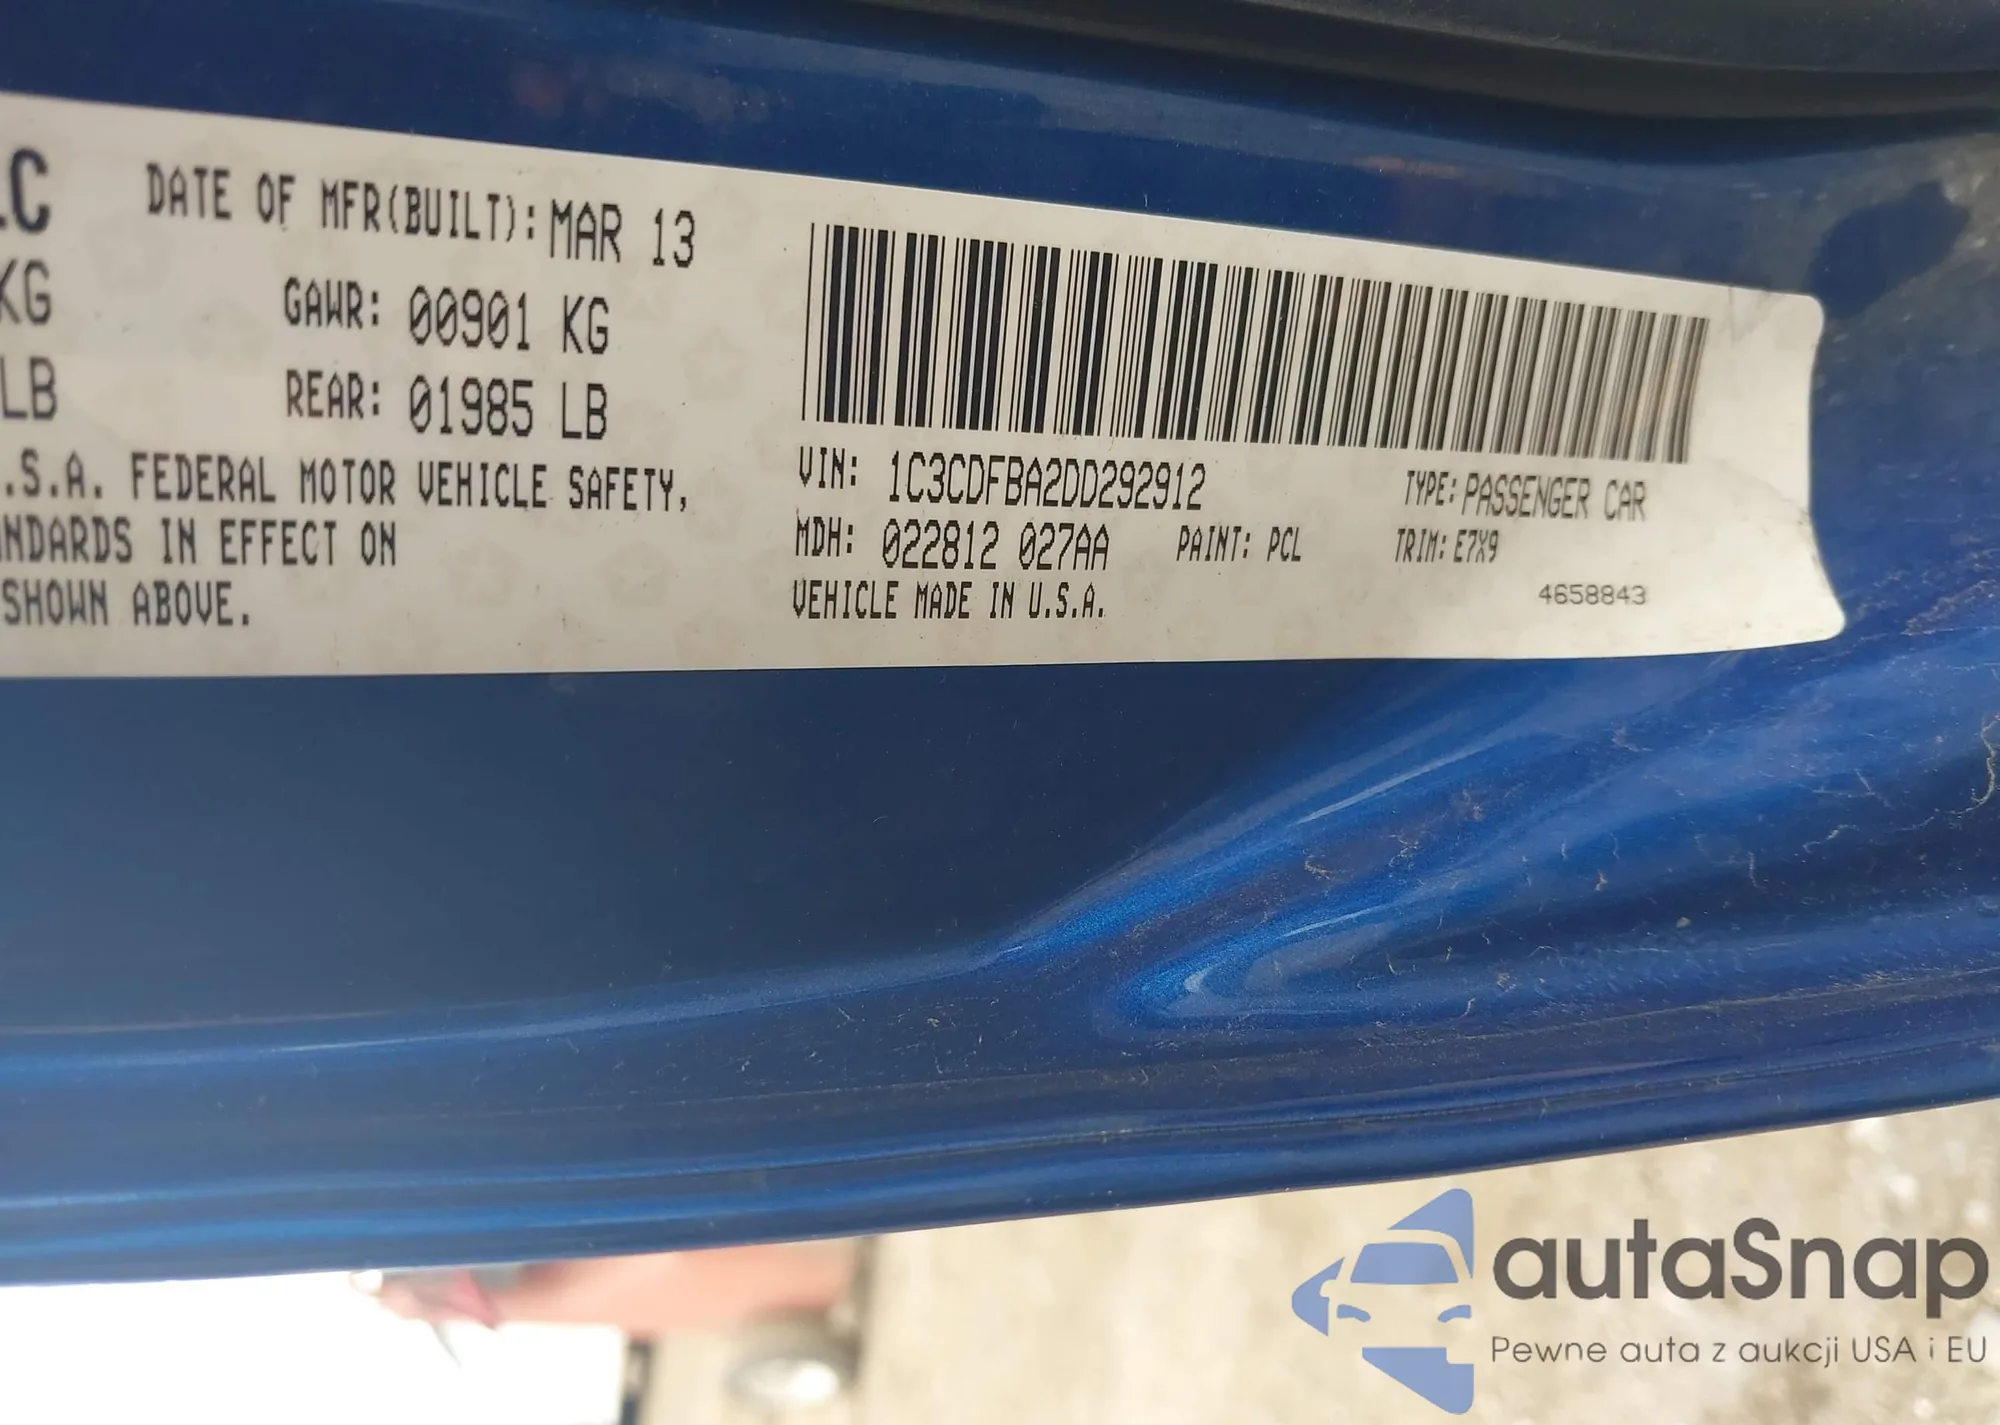 LC DATE OF MFR(BUILT): MAR 13
KG GAWR: 00901 KG
LB REAR: 01985 LB
.S.A. FEDERAL MOTOR VEHICLE SAFETY,
ANDARDS IN EFFECT ON
SHOWN ABOVE.
VIN: 1C3CDFBA2DD292912 TYPE: PASSENGER CAR
MDH: 022812 027AA PAINT: PCL TRIM: E7X9
VEHICLE MADE IN U.S.A. 4658843
autaSnap
Pewne auta z aukcji USA i EU